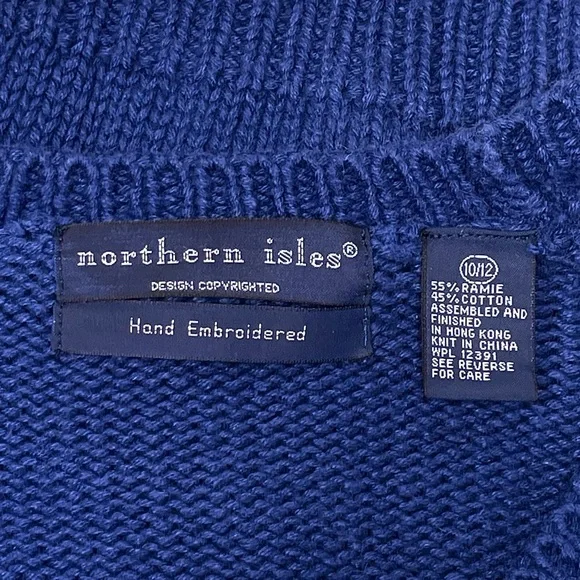 northern isles®
DESIGN COPYRIGHTED
Hand Embroidered
10/12
55% RAMIE
45% COTTON
ASSEMBLED AND
FINISHED
IN HONG KONG
KNIT IN CHINA
WPL 12391
SEE REVERSE
FOR CARE